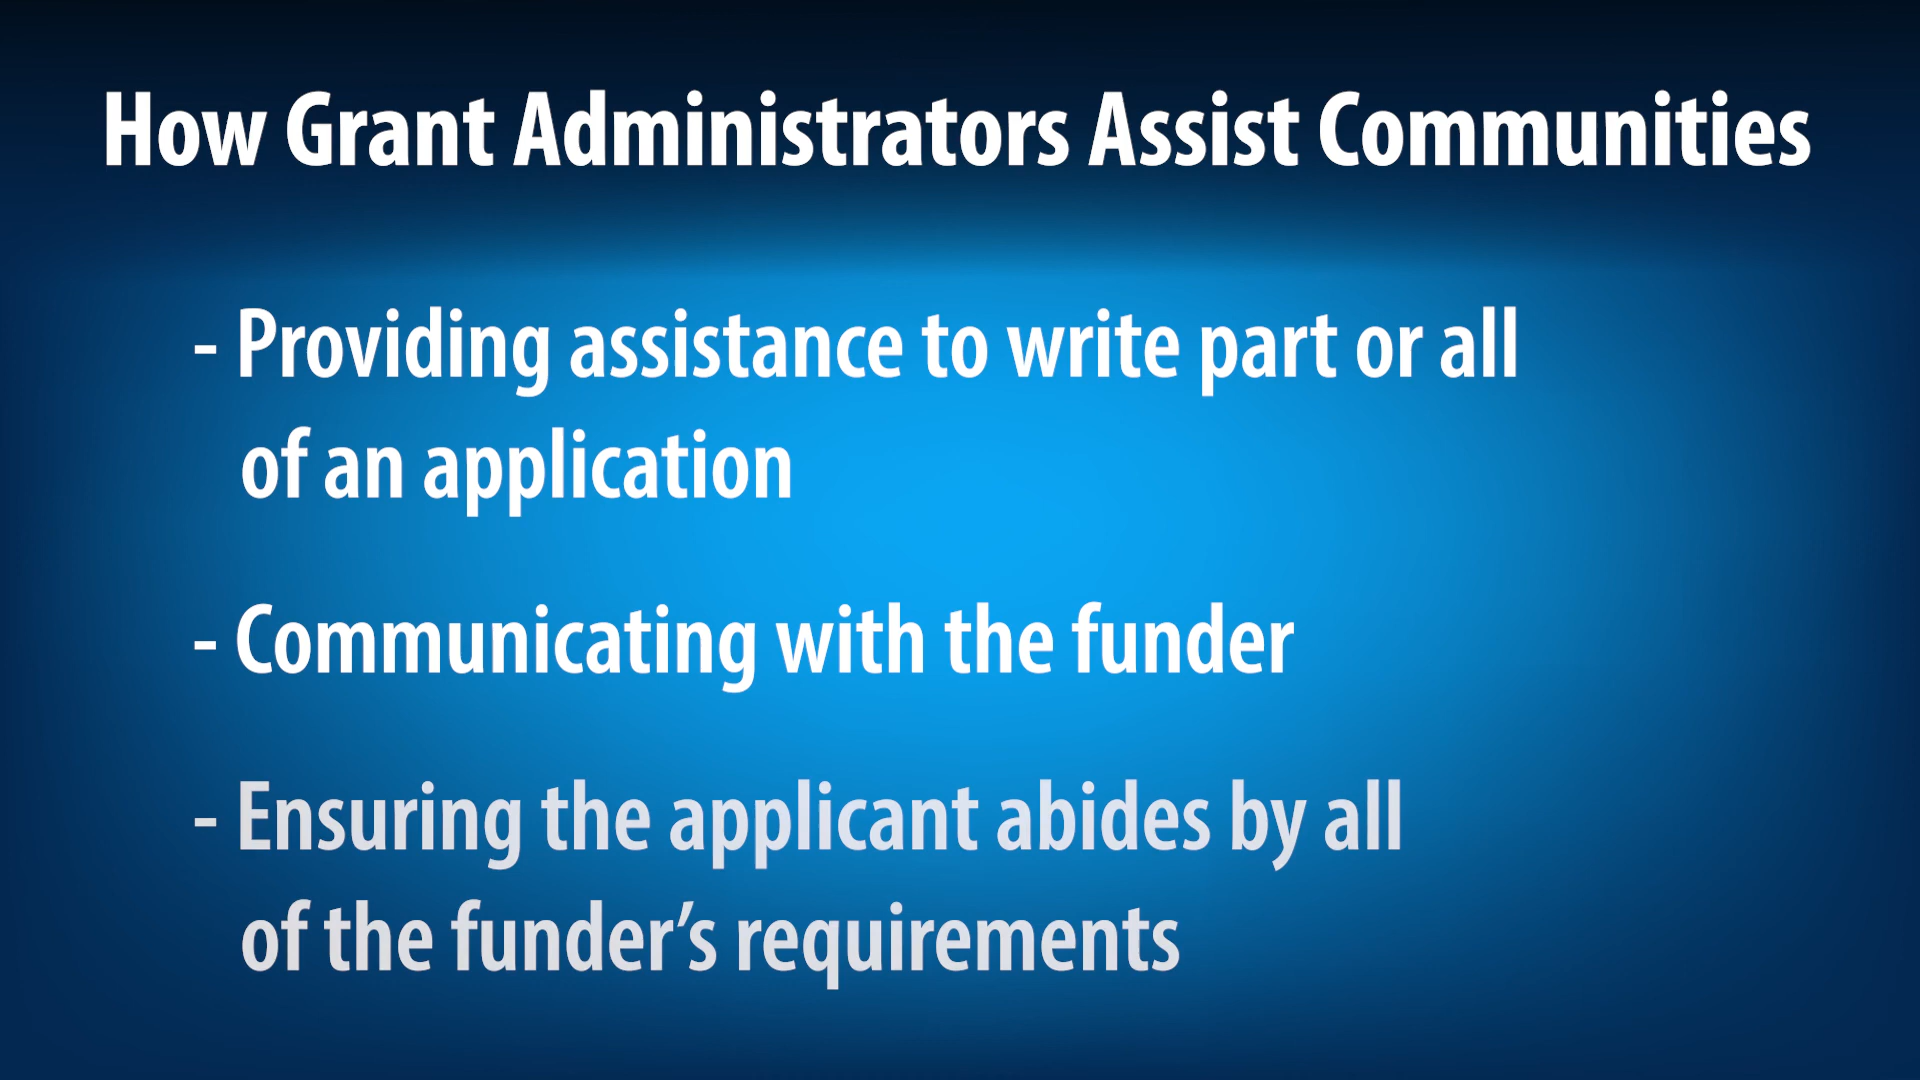 How Grant Administrators Assist Communities
- Providing assistance to write part or all
of an application
- Communicating with the funder
- Ensuring the applicant abides by all
of the funder’s requirements